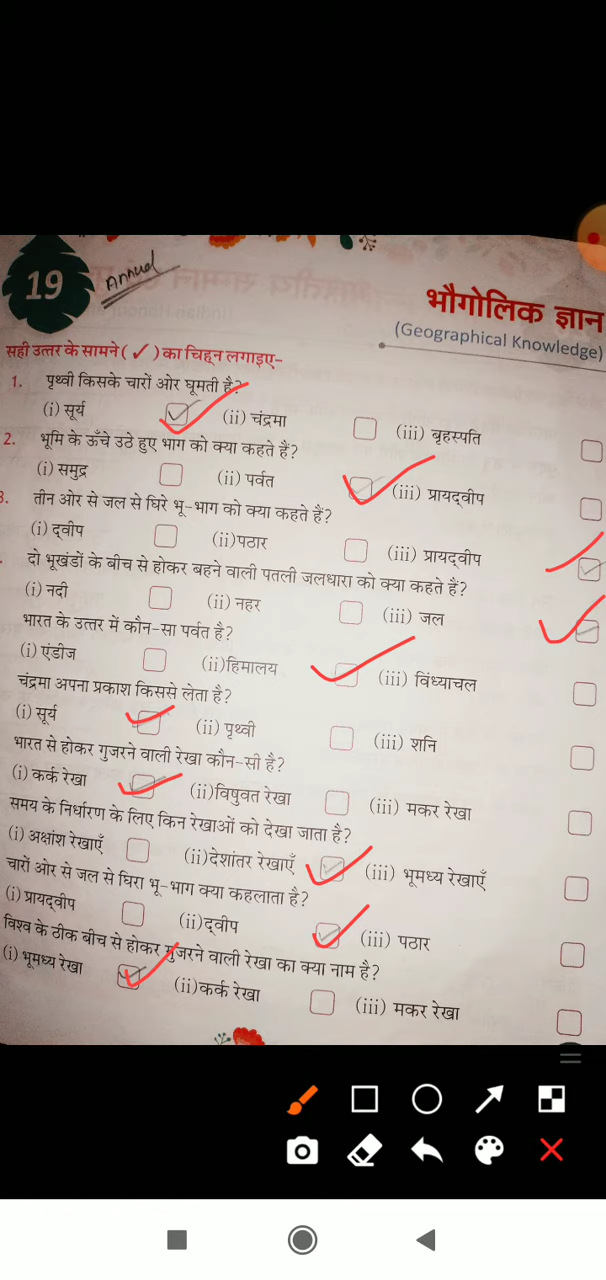 19
Annual
भौगोलिक ज्ञान
(Geographical Knowledge)
सही उत्तर के सामने ( ✓ ) का चिह्न लगाइए-
1. पृथ्वी किसके चारों ओर घूमती है?
(i) सूर्य (ii) चंद्रमा (iii) बृहस्पति
2. भूमि के ऊँचे उठे हुए भाग को क्या कहते हैं?
(i) समुद्र (ii) पर्वत (iii) प्रायद्वीप
3. तीन ओर से जल से घिरे भू-भाग को क्या कहते हैं?
(i) द्वीप (ii)पठार (iii) प्रायद्वीप
दो भूखंडों के बीच से होकर बहने वाली पतली जलधारा को क्या कहते हैं?
(i) नदी (ii) नहर (iii) जल
भारत के उत्तर में कौन-सा पर्वत है?
(i) एंडीज (ii)हिमालय (iii) विंध्याचल
चंद्रमा अपना प्रकाश किससे लेता है?
(i) सूर्य (ii) पृथ्वी (iii) शनि
भारत से होकर गुजरने वाली रेखा कौन-सी है?
(i) कर्क रेखा (ii)विषुवत रेखा (iii) मकर रेखा
समय के निर्धारण के लिए किन रेखाओं को देखा जाता है?
(i) अक्षांश रेखाएँ (ii)देशांतर रेखाएँ (iii) भूमध्य रेखाएँ
चारों ओर से जल से घिरा भू-भाग क्या कहलाता है?
(i) प्रायद्वीप (ii)द्वीप (iii) पठार
विश्व के ठीक बीच से होकर गुजरने वाली रेखा का क्या नाम है?
(i) भूमध्य रेखा (ii)कर्क रेखा (iii) मकर रेखा